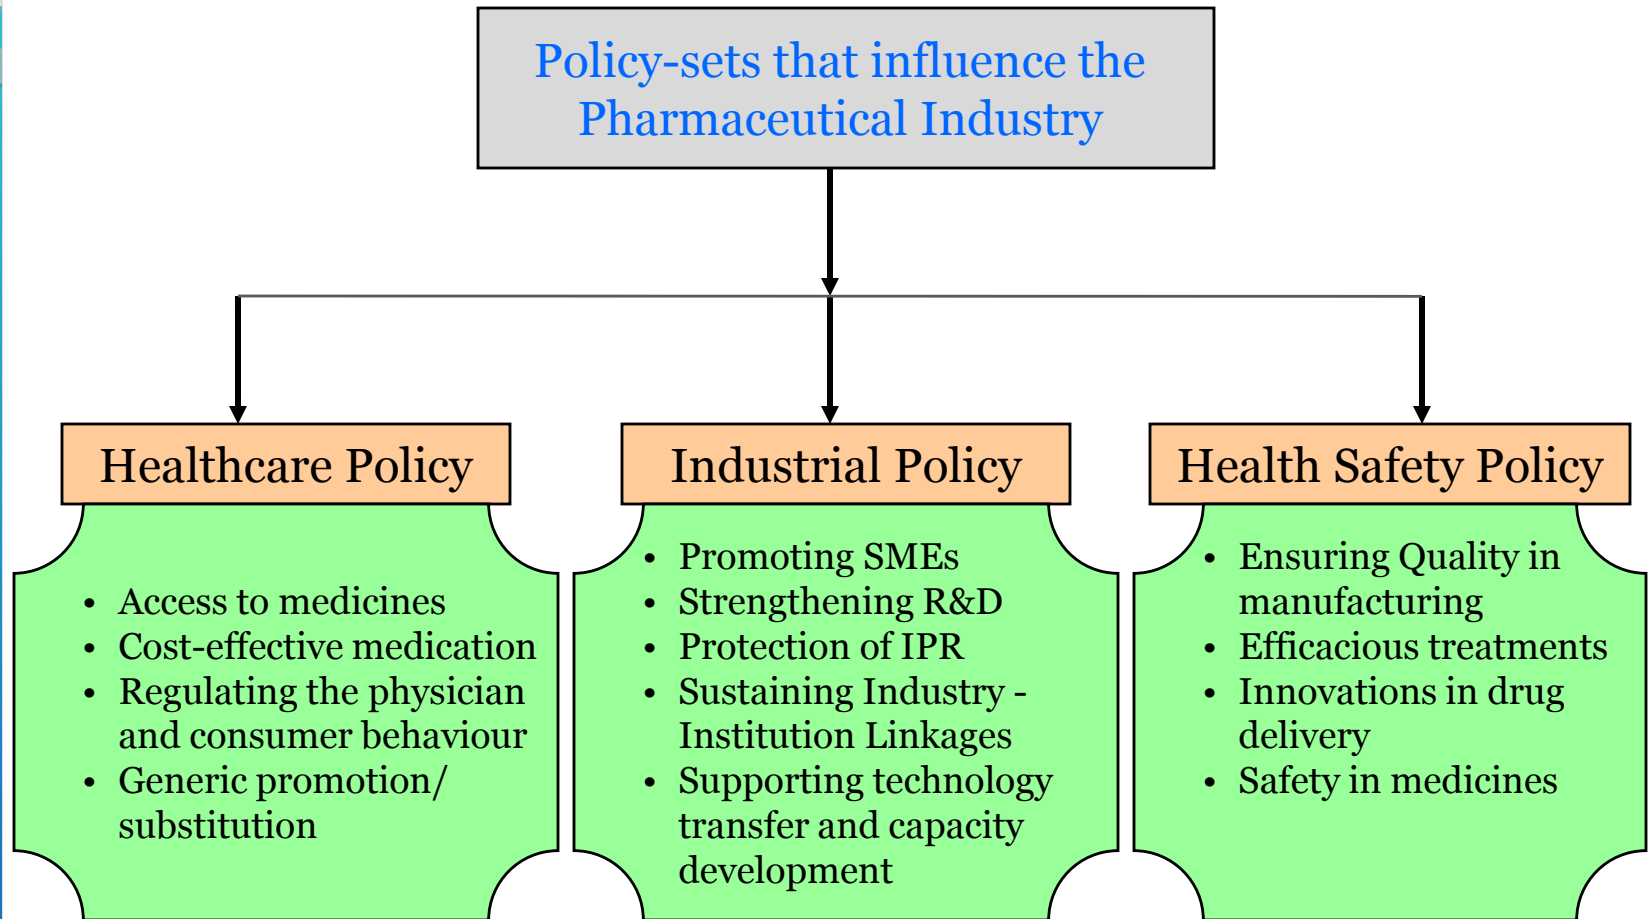 Policy-sets that influence the
Pharmaceutical Industry
Healthcare Policy
• Access to medicines
• Cost-effective medication
• Regulating the physician
and consumer behaviour
• Generic promotion/
substitution
Industrial Policy
• Promoting SMEs
• Strengthening R&D
• Protection of IPR
• Sustaining Industry -
Institution Linkages
• Supporting technology
transfer and capacity
development
Health Safety Policy
• Ensuring Quality in
manufacturing
• Efficacious treatments
• Innovations in drug
delivery
• Safety in medicines